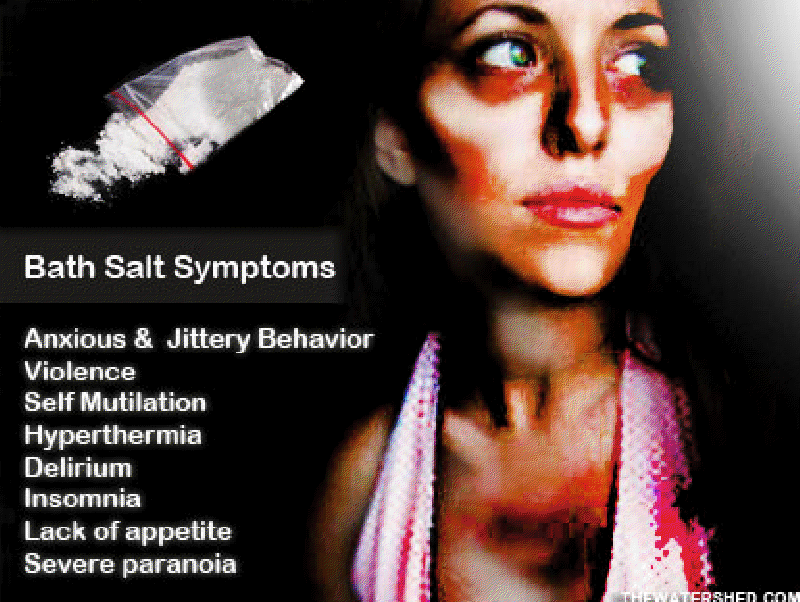 Bath Salt Symptoms
Anxious & Jittery Behavior
Violence
Self Mutilation
Hyperthermia
Delirium
Insomnia
Lack of appetite
Severe paranoia
THEWATERSHED.COM